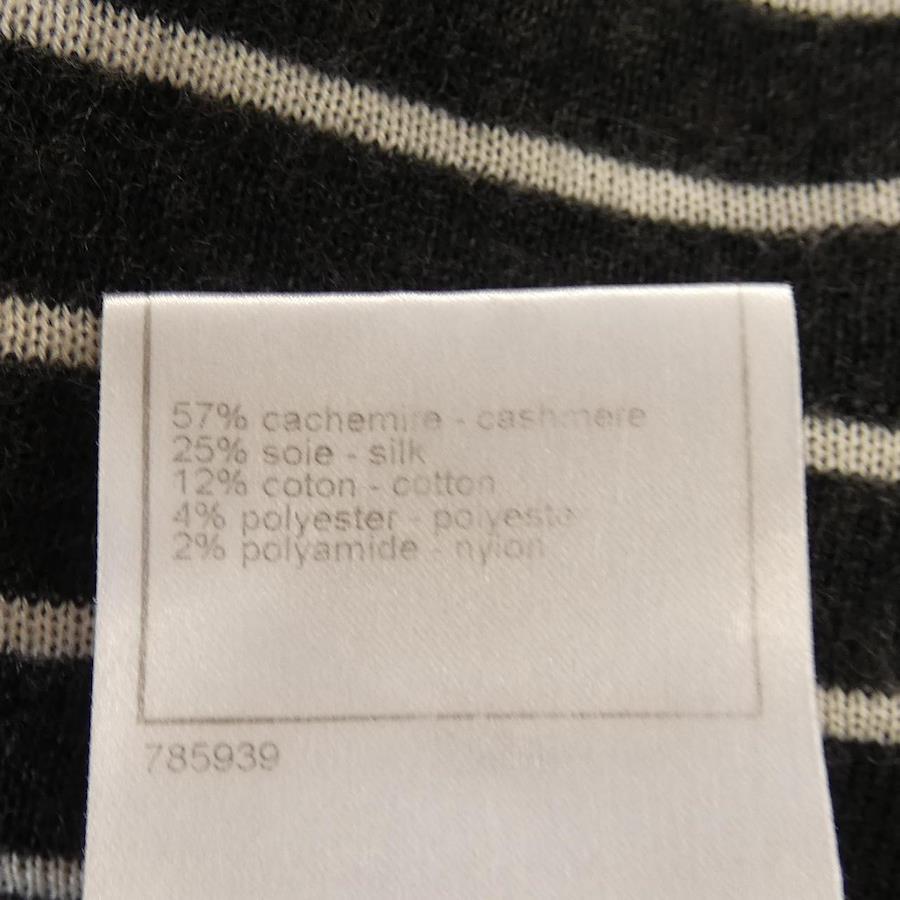 57% cachemire - cashmere
25% soie - silk
12% coton - cotton
4% polyester - polyester
2% polyamide - nylon
785939